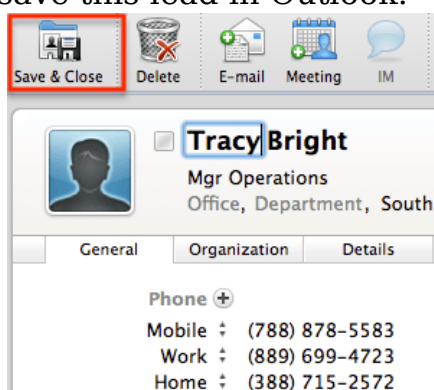 save this lead in Outlook.
Save & Close Delete E-mail Meeting IM
Tracy Bright
Mgr Operations
Office, Department, South
General Organization Details
Phone
Mobile (788) 878-5583
Work (889) 699-4723
Home (388) 715-2572